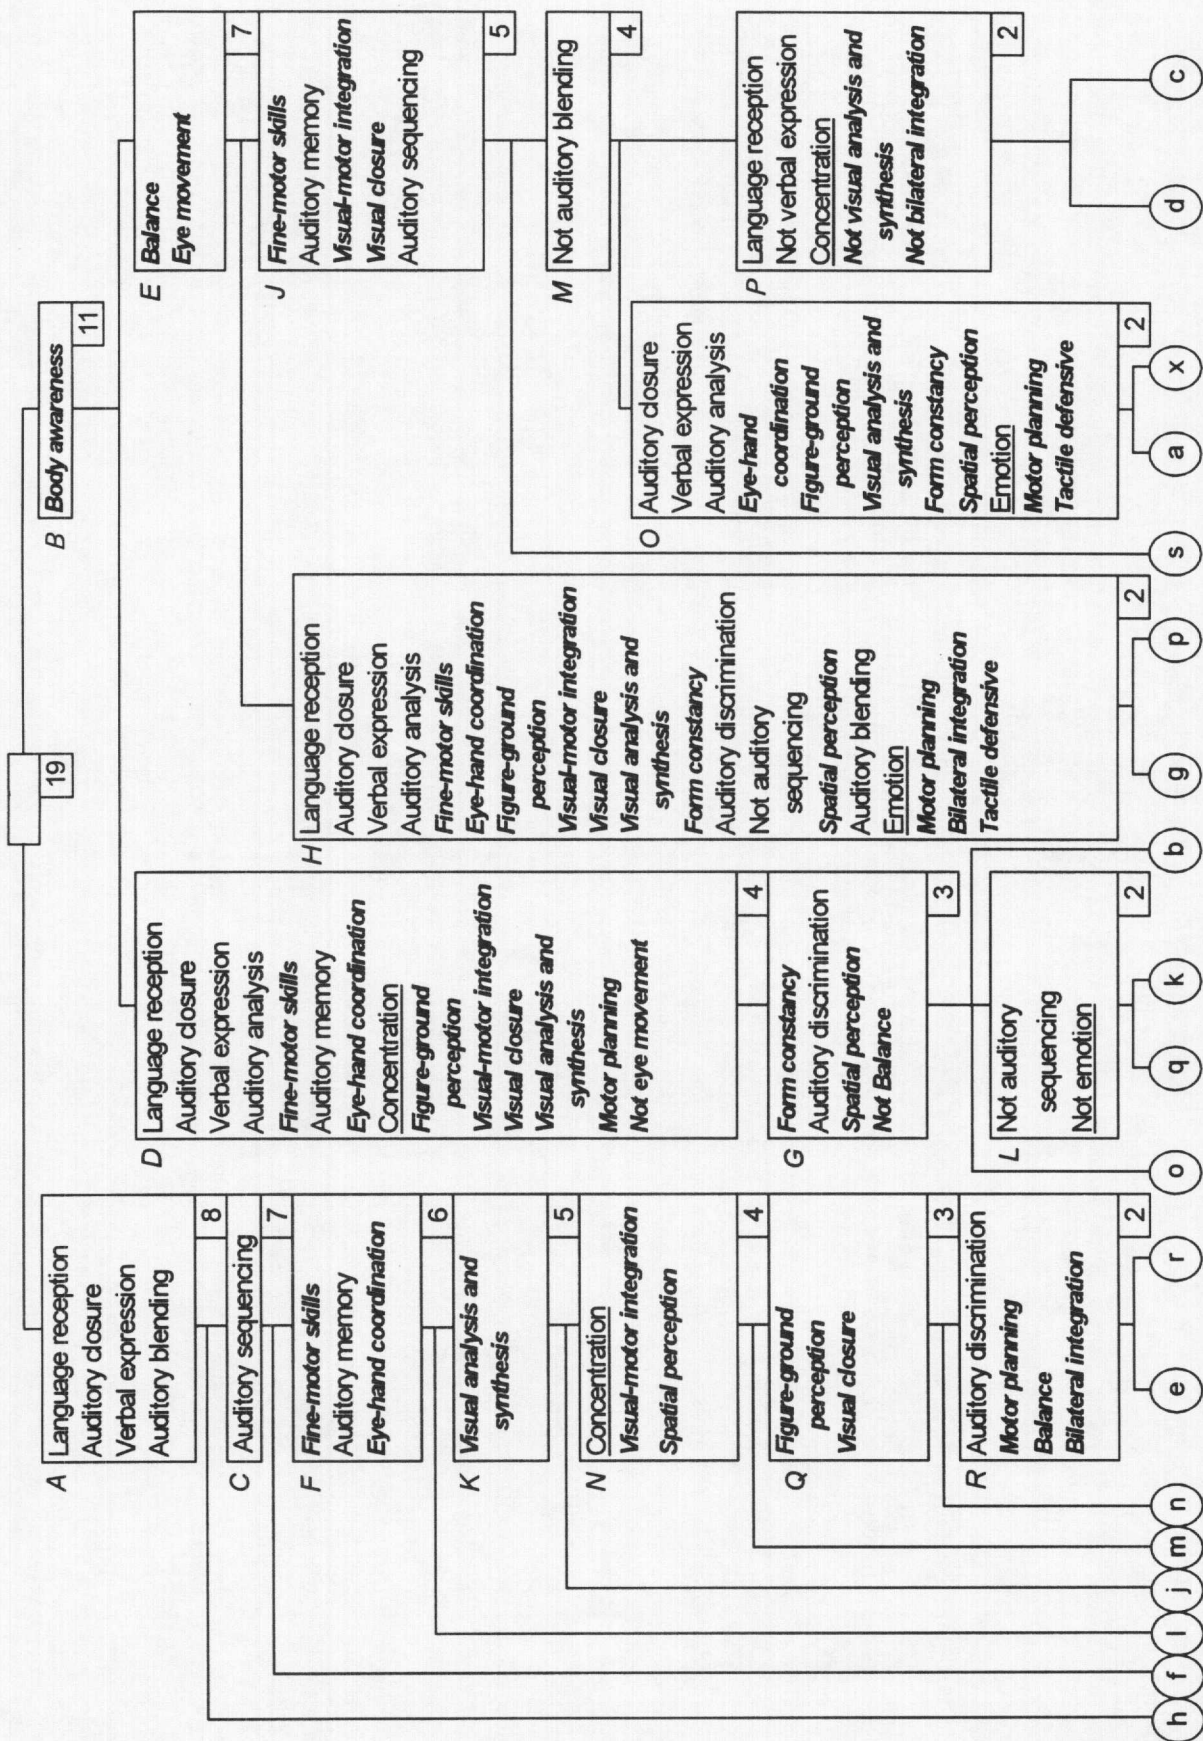 19
B
Body awareness
11
A
Language reception
Auditory closure
Verbal expression
Auditory blending
8
C
Auditory sequencing
7
F
Fine-motor skills
Auditory memory
Eye-hand coordination
6
K
Visual analysis and
synthesis
5
N
Concentration
Visual-motor integration
Spatial perception
4
Q
Figure-ground
perception
Visual closure
3
R
Auditory discrimination
Motor planning
Balance
Bilateral integration
2
D
Language reception
Auditory closure
Verbal expression
Auditory analysis
Fine-motor skills
Auditory memory
Eye-hand coordination
Concentration
Figure-ground
perception
Visual-motor integration
Visual closure
Visual analysis and
synthesis
Motor planning
Not eye movement
4
G
Form constancy
Auditory discrimination
Spatial perception
Not Balance
3
L
Not auditory
sequencing
Not emotion
2
E
Balance
Eye movement
7
H
Language reception
Auditory closure
Verbal expression
Auditory analysis
Fine-motor skills
Eye-hand coordination
Figure-ground
perception
Visual-motor integration
Visual closure
Visual analysis and
synthesis
Form constancy
Auditory discrimination
Not auditory
sequencing
Spatial perception
Auditory blending
Emotion
Motor planning
Bilateral integration
Tactile defensive
2
J
Fine-motor skills
Auditory memory
Visual-motor integration
Visual closure
Auditory sequencing
5
M
Not auditory blending
4
O
Auditory closure
Verbal expression
Auditory analysis
Eye-hand
coordination
Figure-ground
perception
Visual analysis and
synthesis
Form constancy
Spatial perception
Emotion
Motor planning
Tactile defensive
2
P
Language reception
Not verbal expression
Concentration
Not visual analysis and
synthesis
Not bilateral integration
2
h f l j m n e r o q k b g p s a x d c